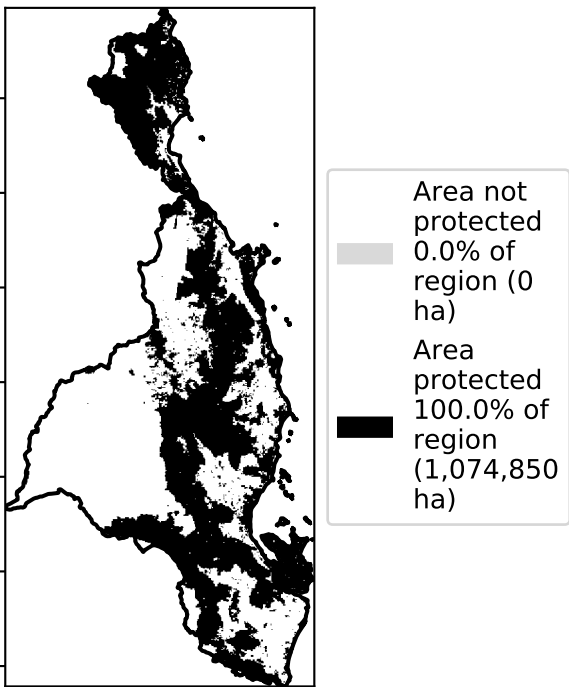 Area not
protected
0.0% of
region (0
ha)
Area
protected
100.0% of
region
(1,074,850
ha)